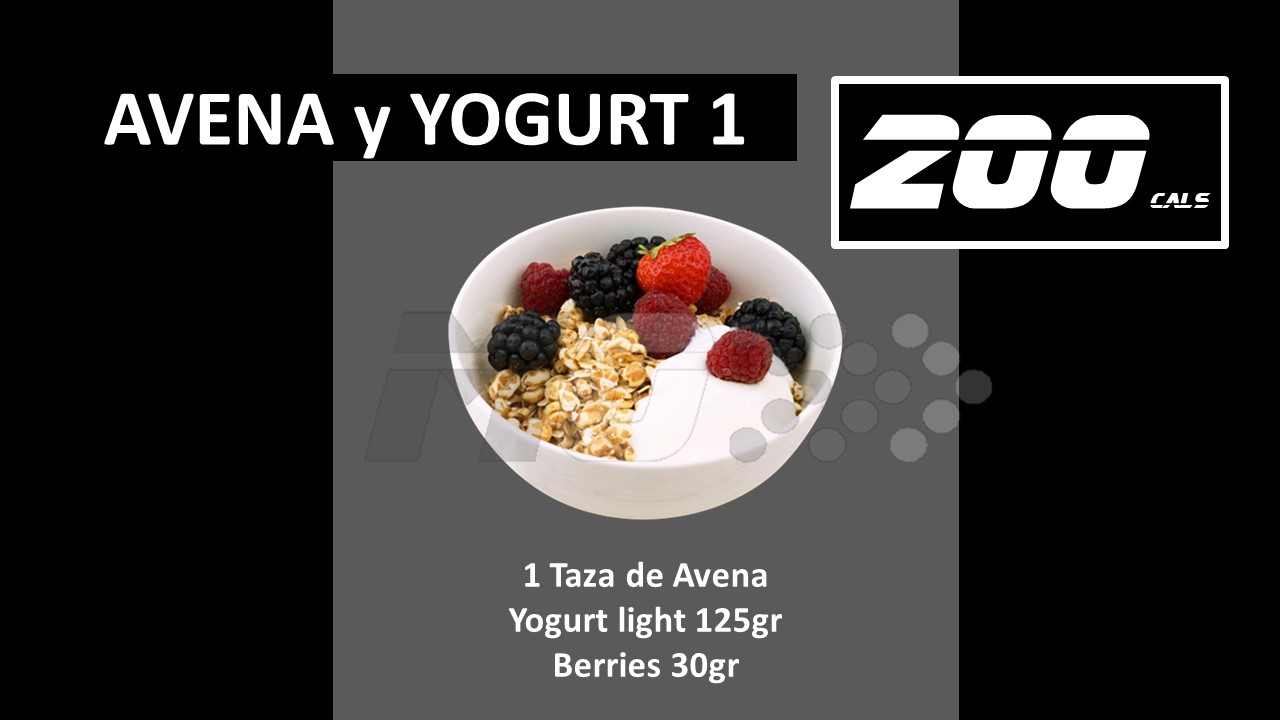 AVENA y YOGURT 1
200 CALS
1 Taza de Avena
Yogurt light 125gr
Berries 30gr